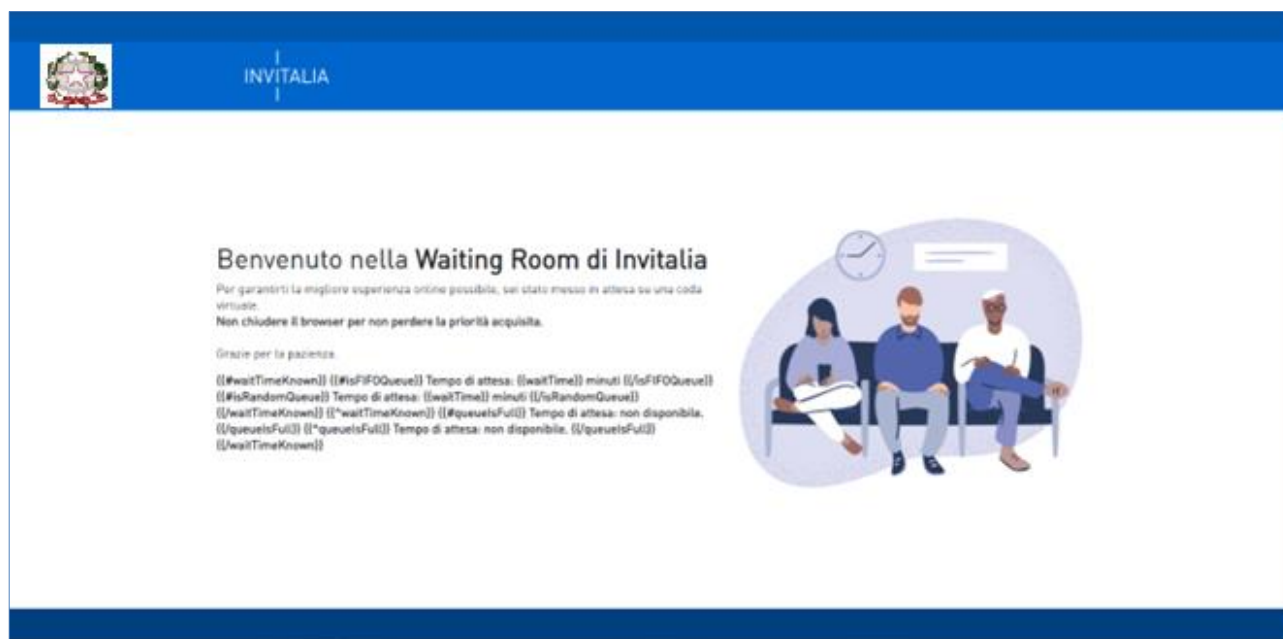 INVITALIA
Benvenuto nella Waiting Room di Invitalia
Per garantirti la migliore esperienza online possibile, sei stato messo in attesa su una coda
virtuale.
Non chiudere il browser per non perdere la priorità acquisita.
Grazie per la pazienza.
{{#waitTimeKnown}} {{#isFIFOQueue}} Tempo di attesa: {{waitTime}} minuti {{/isFIFOQueue}}
{{#isRandomQueue}} Tempo di attesa: {{waitTime}} minuti {{/isRandomQueue}}
{{/waitTimeKnown}} {{^waitTimeKnown}} {{#queueIsFull}} Tempo di attesa: non disponibile.
{{/queueIsFull}} {{^queueIsFull}} Tempo di attesa: non disponibile. {{/queueIsFull}}
{{/waitTimeKnown}}